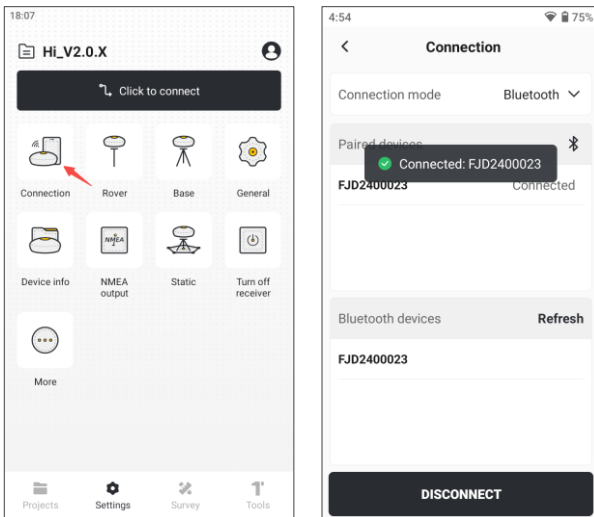 18:07
Hi_V2.0.X
Click to connect
Connection
Rover
Base
General
NMEA
Device info
NMEA
output
Static
Turn off
receiver
More
Projects
Settings
Survey
Tools
4:54
75%
Connection
Connection mode
Bluetooth
Paired devices
Connected: FJD2400023
FJD2400023
Connected
Bluetooth devices
Refresh
FJD2400023
DISCONNECT